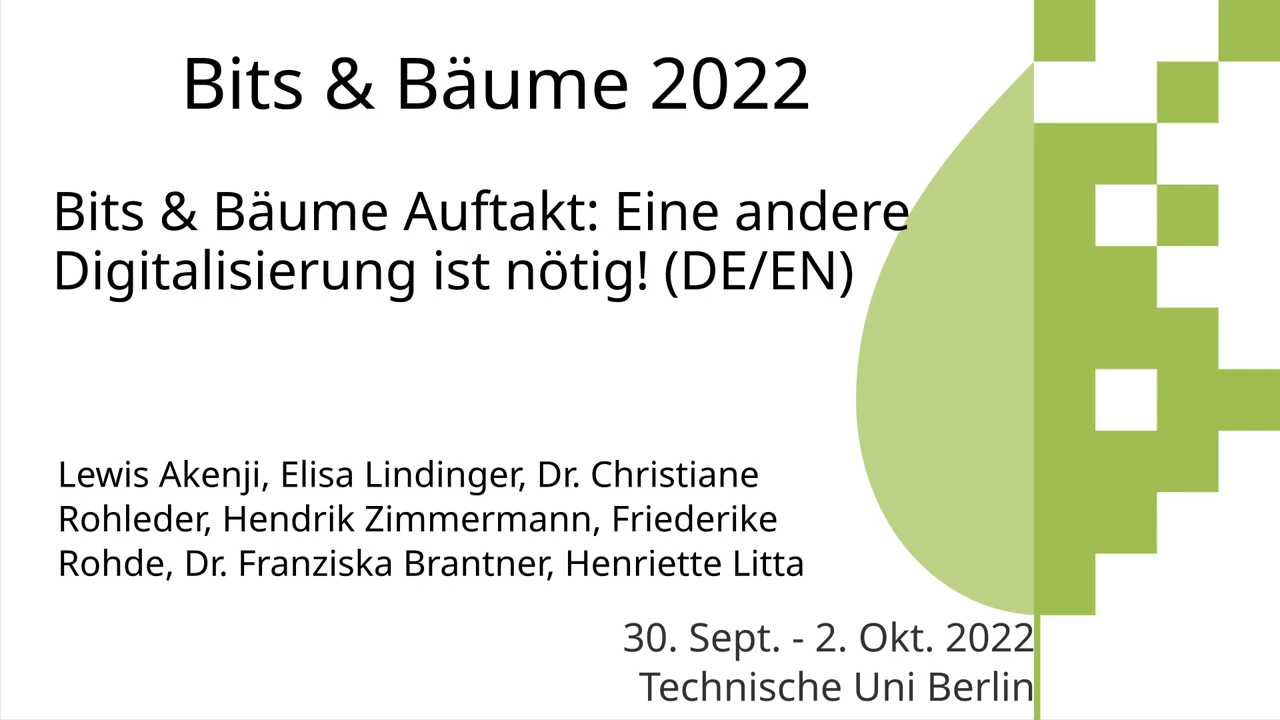 Bits & Bäume 2022
Bits & Bäume Auftakt: Eine andere
Digitalisierung ist nötig! (DE/EN)
Lewis Akenji, Elisa Lindinger, Dr. Christiane
Rohleder, Hendrik Zimmermann, Friederike
Rohde, Dr. Franziska Brantner, Henriette Litta
30. Sept. - 2. Okt. 2022
Technische Uni Berlin